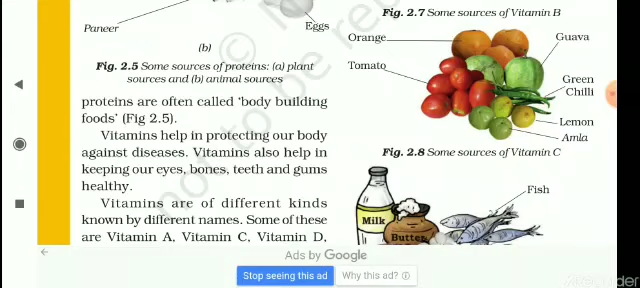 Paneer
Eggs
(b)
Fig. 2.5 Some sources of proteins: (a) plant
sources and (b) animal sources
proteins are often called 'body building
foods' (Fig 2.5).
Vitamins help in protecting our body
against diseases. Vitamins also help in
keeping our eyes, bones, teeth and gums
healthy.
Vitamins are of different kinds
known by different names. Some of these
are Vitamin A, Vitamin C, Vitamin D,
Fig. 2.7 Some sources of Vitamin B
Orange
Guava
Tomato
Green
Chilli
Lemon
Amla
Fig. 2.8 Some sources of Vitamin C
Fish
Milk
Butter
not to be re
©
Ads by Google
Stop seeing this ad
Why this ad?